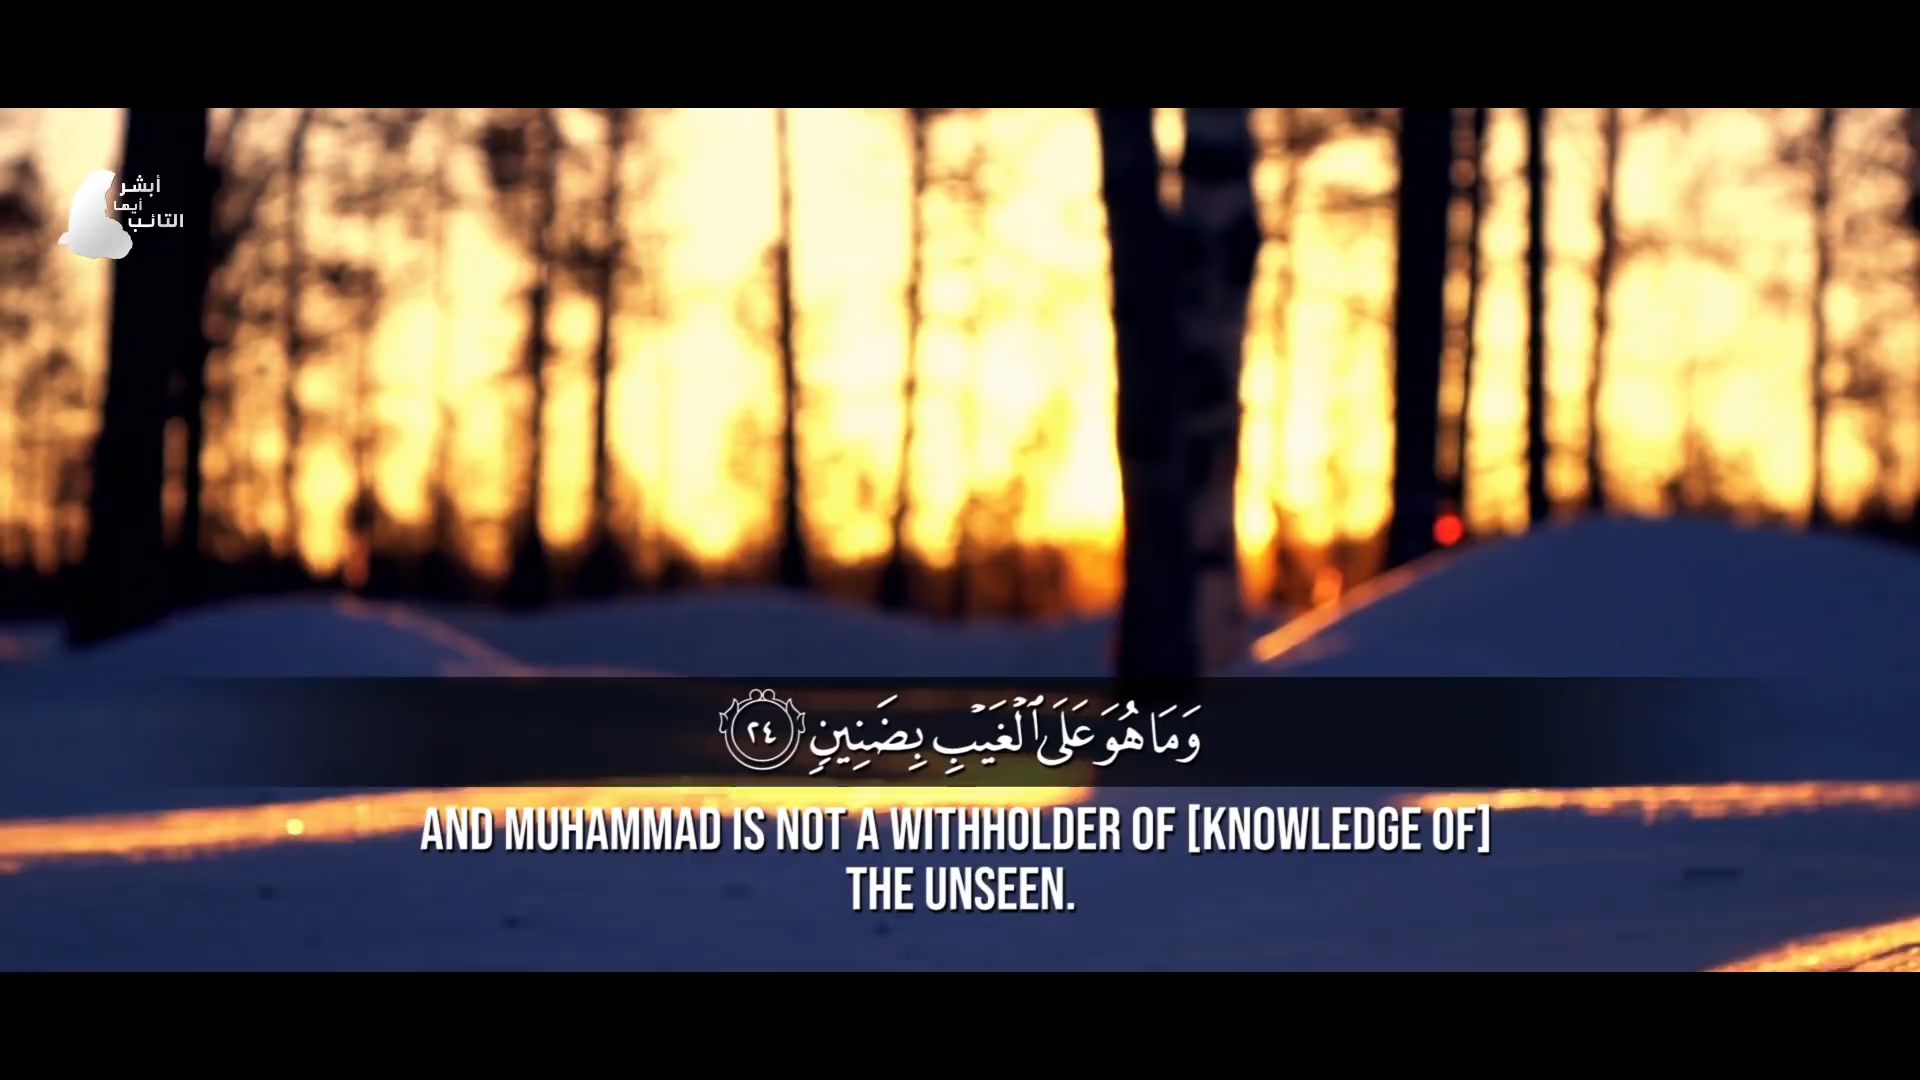 أبشر
أيها
التائب
وَمَا هُوَ عَلَى ٱلْغَيْبِ بِضَنِينٍ ٢٤
AND MUHAMMAD IS NOT A WITHHOLDER OF [KNOWLEDGE OF]
THE UNSEEN.